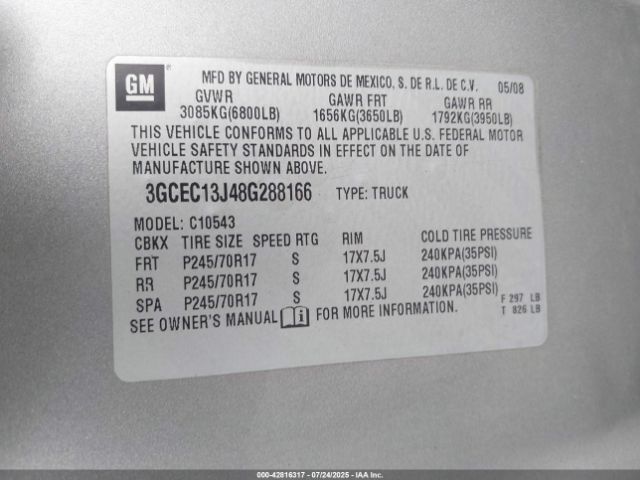 GM
MFD BY GENERAL MOTORS DE MEXICO, S. DE R.L. DE C.V. 05/08
GVWR GAWR FRT GAWR RR
3085KG(6800LB) 1656KG(3650LB) 1792KG(3950LB)
THIS VEHICLE CONFORMS TO ALL APPLICABLE U.S. FEDERAL MOTOR
VEHICLE SAFETY STANDARDS IN EFFECT ON THE DATE OF
MANUFACTURE SHOWN ABOVE.
3GCEC13J48G288166 TYPE: TRUCK
MODEL: C10543
CBKX TIRE SIZE SPEED RTG RIM COLD TIRE PRESSURE
FRT P245/70R17 S 17X7.5J 240KPA(35PSI)
RR P245/70R17 S 17X7.5J 240KPA(35PSI)
SPA P245/70R17 S 17X7.5J 240KPA(35PSI)
F 297 LB
T 826 LB
SEE OWNER'S MANUAL FOR MORE INFORMATION.
000-42816317 - 07/24/2025 - IAAI.com